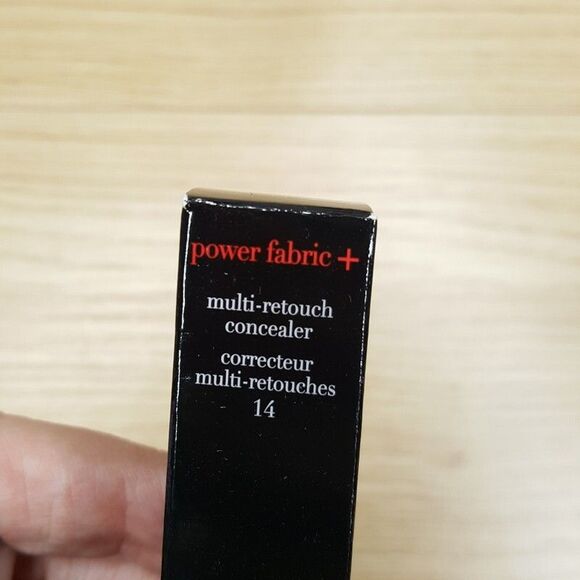 power fabric +
multi-retouch
concealer
correcteur
multi-retouches
14